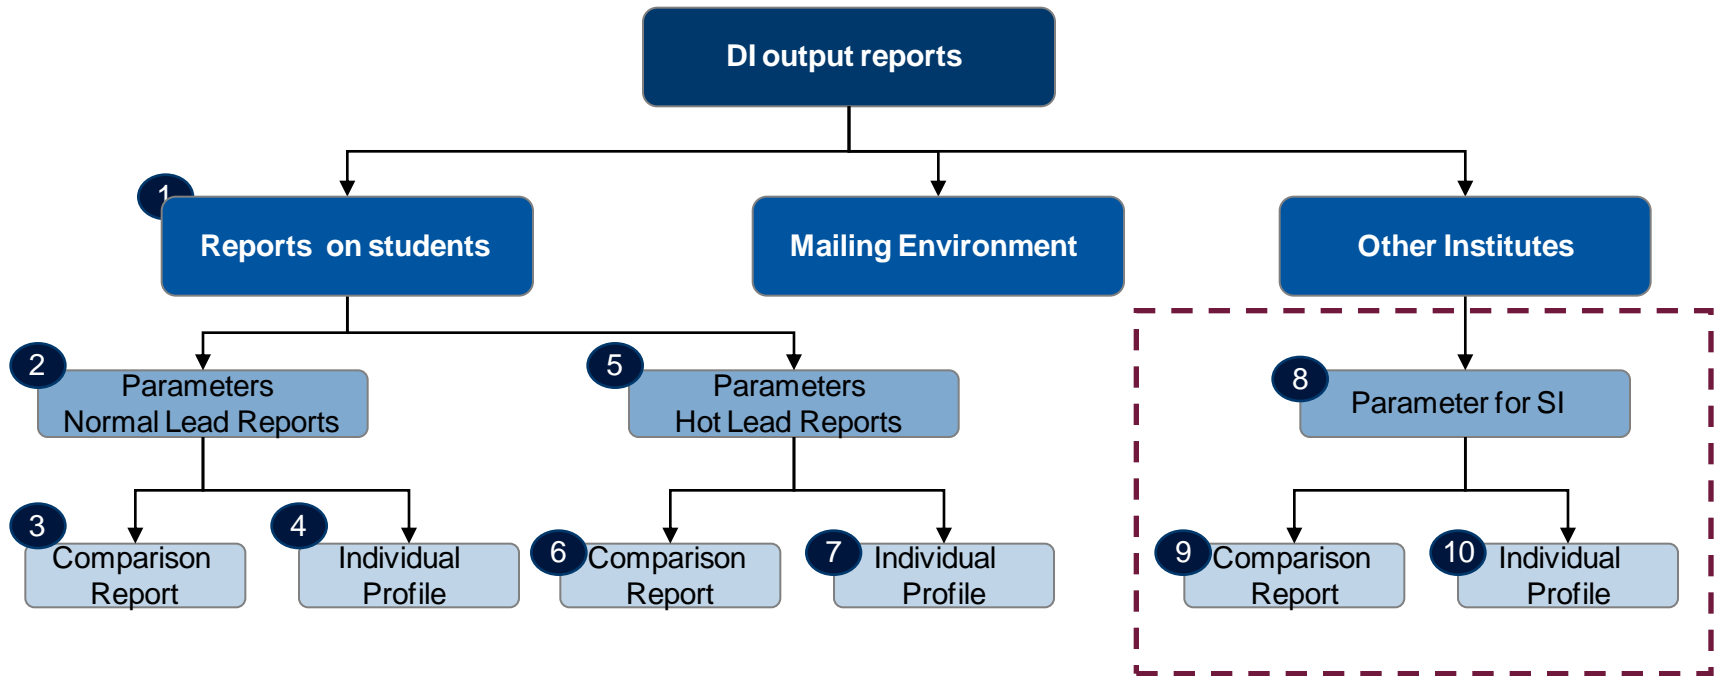 DI output reports
1
Reports on students
Mailing Environment
Other Institutes
2
Parameters
Normal Lead Reports
5
Parameters
Hot Lead Reports
8
Parameter for SI
3
Comparison
Report
4
Individual
Profile
6
Comparison
Report
7
Individual
Profile
9
Comparison
Report
10
Individual
Profile